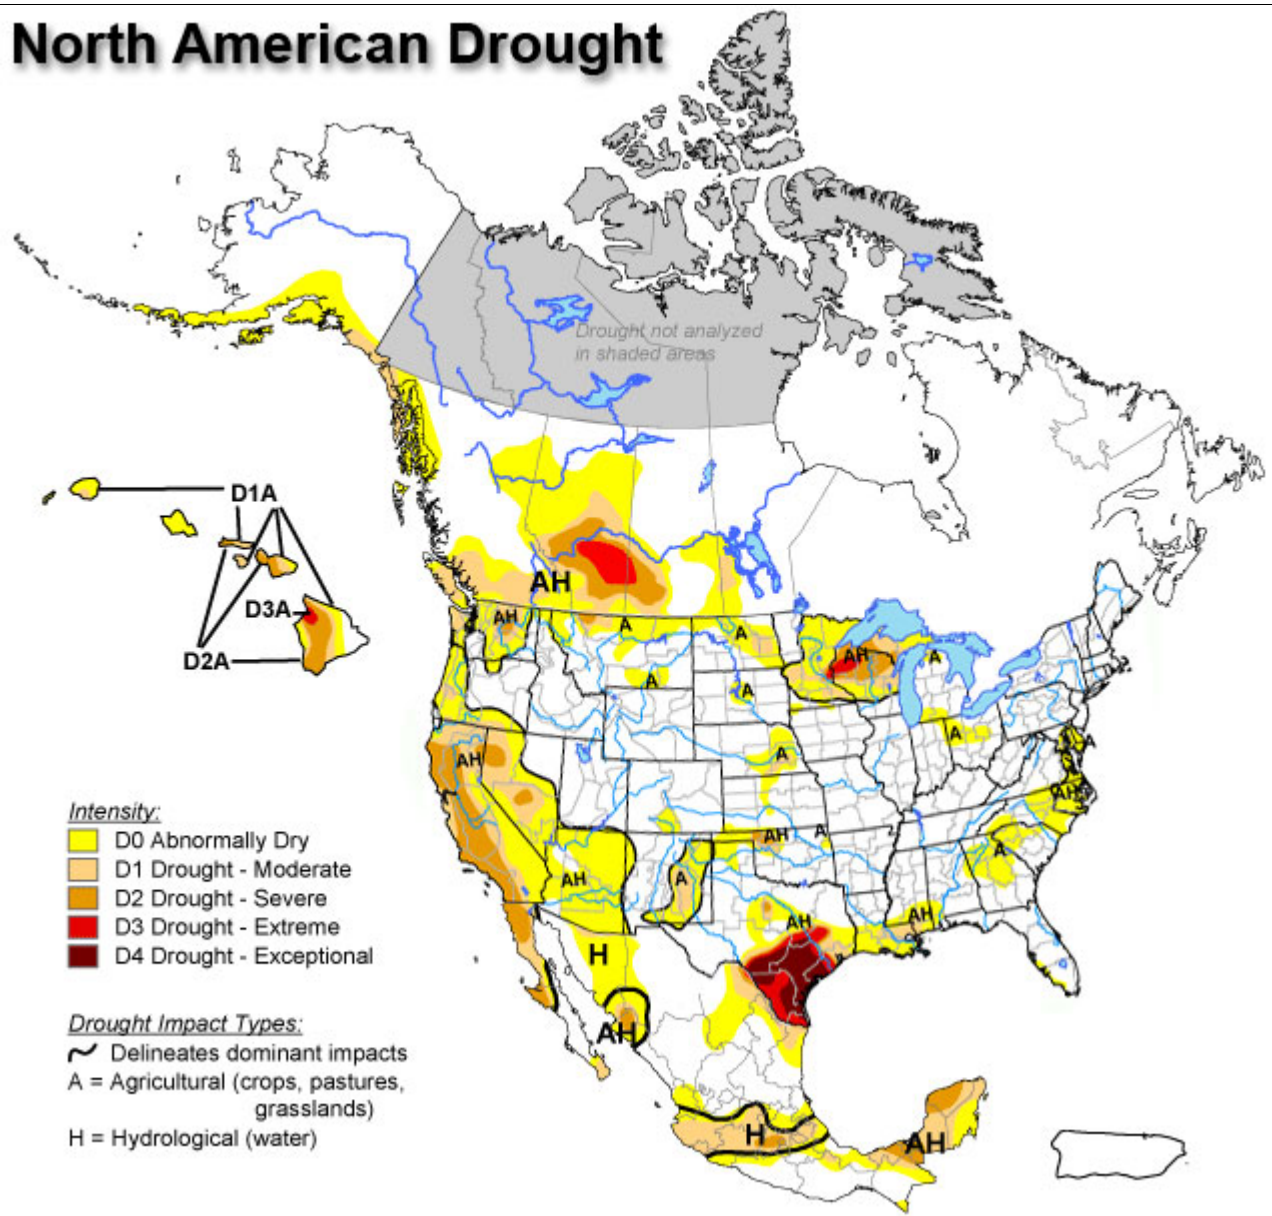 North American Drought
Drought not analyzed
in shaded areas
D1A
D3A
D2A
AH
AH
A
A
AH
A
A
A
A
A
A
AH
AH
AH
A
A
AH
A
AH
AH
H
AH
H
AH
Intensity:
D0 Abnormally Dry
D1 Drought - Moderate
D2 Drought - Severe
D3 Drought - Extreme
D4 Drought - Exceptional
Drought Impact Types:
Delineates dominant impacts
A = Agricultural (crops, pastures,
grasslands)
H = Hydrological (water)